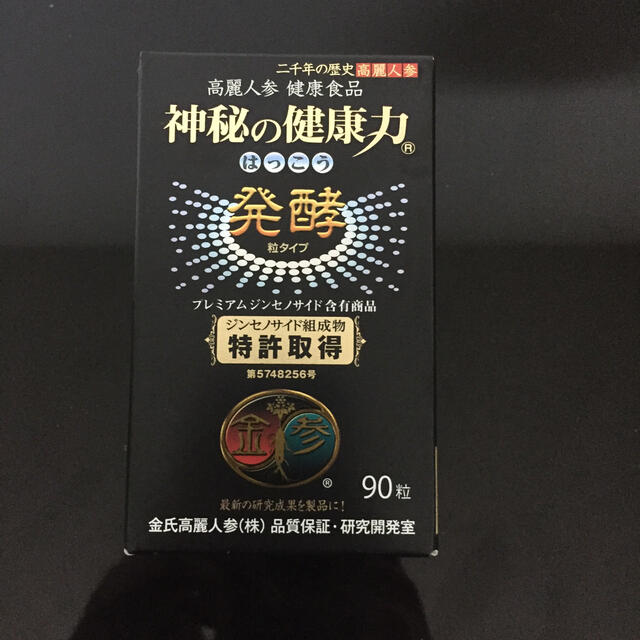 二千年の歴史 高麗人参
高麗人参 健康食品
神秘の健康力®
はっこう
発酵
粒タイプ
プレミアムジンセノサイド含有商品
ジンセノサイド組成物
特許取得
第5748256号
金参
®
90粒
最新の研究成果を製品に!
金氏高麗人参(株) 品質保証・研究開発室